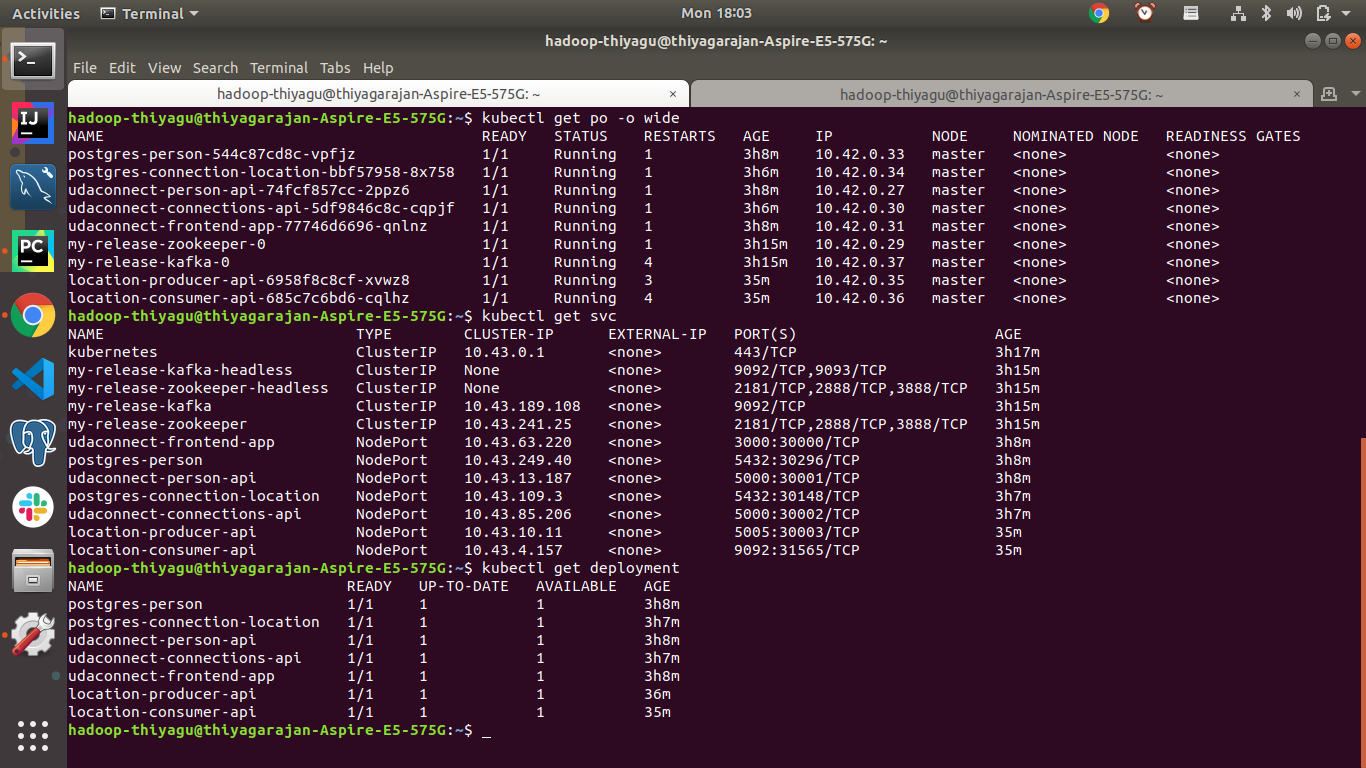 Activities Terminal Mon 18:03
hadoop-thiyagu@thiyagarajan-Aspire-E5-575G: ~
File Edit View Search Terminal Tabs Help
hadoop-thiyagu@thiyagarajan-Aspire-E5-575G: ~ × hadoop-thiyagu@thiyagarajan-Aspire-E5-575G: ~ ×
hadoop-thiyagu@thiyagarajan-Aspire-E5-575G:~$ kubectl get po -o wide
NAME READY STATUS RESTARTS AGE IP NODE NOMINATED NODE READINESS GATES
postgres-person-544c87cd8c-vpfjz 1/1 Running 1 3h8m 10.42.0.33 master <none> <none>
postgres-connection-location-bbf57958-8x758 1/1 Running 1 3h6m 10.42.0.34 master <none> <none>
udaconnect-person-api-74fcf857cc-2ppz6 1/1 Running 1 3h8m 10.42.0.27 master <none> <none>
udaconnect-connections-api-5df9846c8c-cqpjf 1/1 Running 1 3h6m 10.42.0.30 master <none> <none>
udaconnect-frontend-app-77746d6696-qnlnz 1/1 Running 1 3h8m 10.42.0.31 master <none> <none>
my-release-zookeeper-0 1/1 Running 1 3h15m 10.42.0.29 master <none> <none>
my-release-kafka-0 1/1 Running 4 3h15m 10.42.0.37 master <none> <none>
location-producer-api-6958f8c8cf-xvwz8 1/1 Running 3 35m 10.42.0.35 master <none> <none>
location-consumer-api-685c7c6bd6-cqlhz 1/1 Running 4 35m 10.42.0.36 master <none> <none>
hadoop-thiyagu@thiyagarajan-Aspire-E5-575G:~$ kubectl get svc
NAME TYPE CLUSTER-IP EXTERNAL-IP PORT(S) AGE
kubernetes ClusterIP 10.43.0.1 <none> 443/TCP 3h17m
my-release-kafka-headless ClusterIP None <none> 9092/TCP,9093/TCP 3h15m
my-release-zookeeper-headless ClusterIP None <none> 2181/TCP,2888/TCP,3888/TCP 3h15m
my-release-kafka ClusterIP 10.43.189.108 <none> 9092/TCP 3h15m
my-release-zookeeper ClusterIP 10.43.241.25 <none> 2181/TCP,2888/TCP,3888/TCP 3h15m
udaconnect-frontend-app NodePort 10.43.63.220 <none> 3000:30000/TCP 3h8m
postgres-person NodePort 10.43.249.40 <none> 5432:30296/TCP 3h8m
udaconnect-person-api NodePort 10.43.13.187 <none> 5000:30001/TCP 3h8m
postgres-connection-location NodePort 10.43.109.3 <none> 5432:30148/TCP 3h7m
udaconnect-connections-api NodePort 10.43.85.206 <none> 5000:30002/TCP 3h7m
location-producer-api NodePort 10.43.10.11 <none> 5005:30003/TCP 35m
location-consumer-api NodePort 10.43.4.157 <none> 9092:31565/TCP 35m
hadoop-thiyagu@thiyagarajan-Aspire-E5-575G:~$ kubectl get deployment
NAME READY UP-TO-DATE AVAILABLE AGE
postgres-person 1/1 1 1 3h8m
postgres-connection-location 1/1 1 1 3h7m
udaconnect-person-api 1/1 1 1 3h8m
udaconnect-connections-api 1/1 1 1 3h7m
udaconnect-frontend-app 1/1 1 1 3h8m
location-producer-api 1/1 1 1 36m
location-consumer-api 1/1 1 1 35m
hadoop-thiyagu@thiyagarajan-Aspire-E5-575G:~$ _
IJ
PC